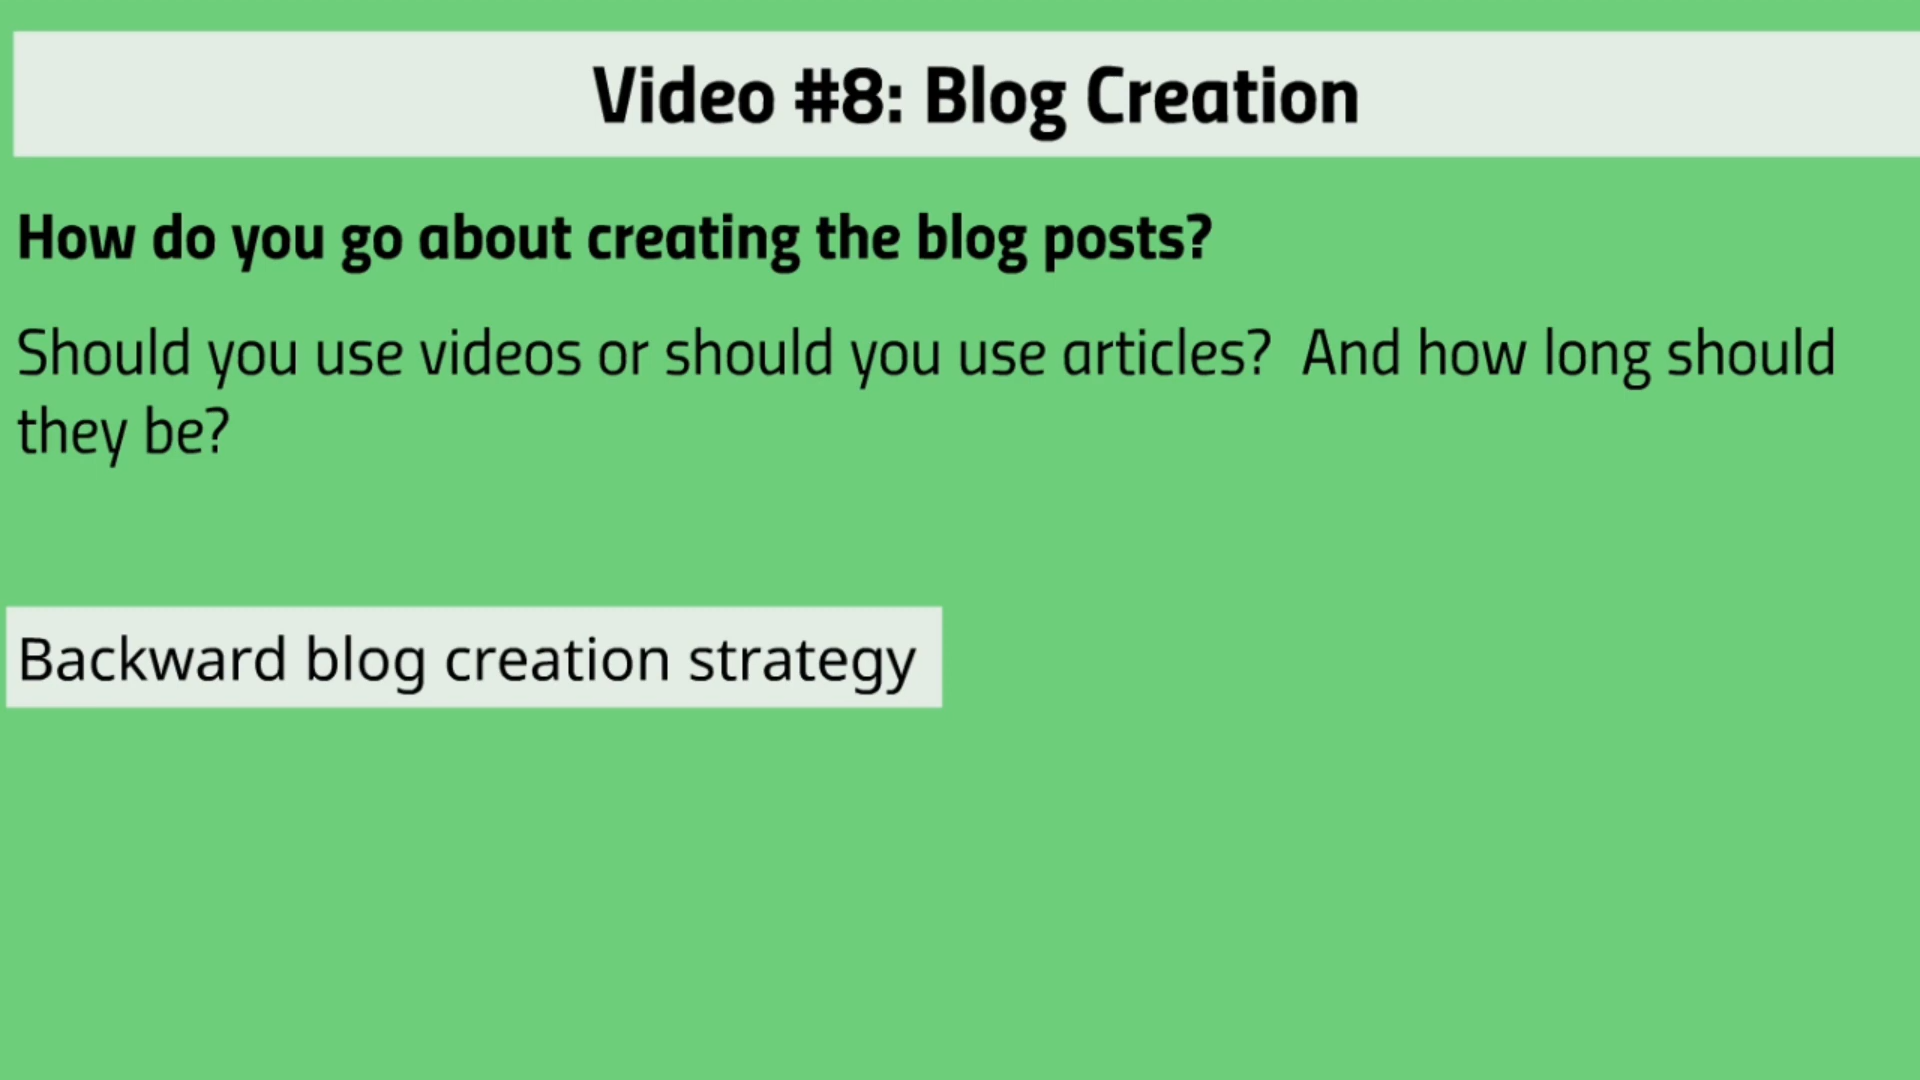 Video #8: Blog Creation
How do you go about creating the blog posts?
Should you use videos or should you use articles?  And how long should
they be?
Backward blog creation strategy